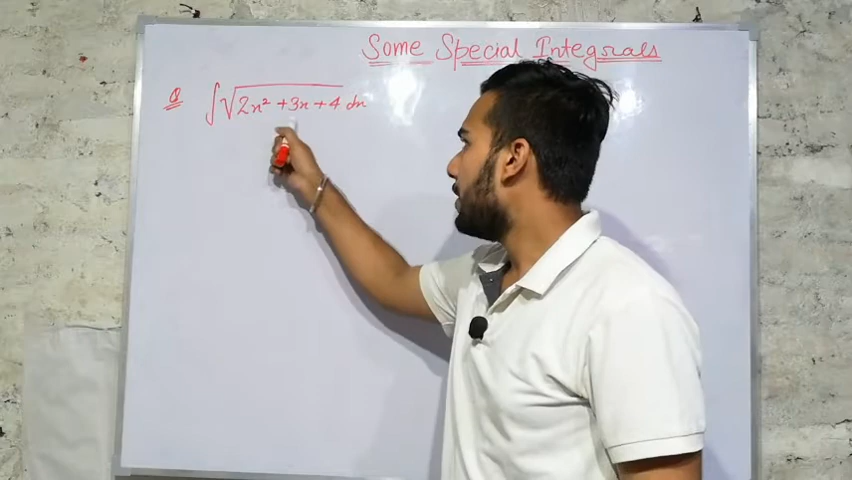 Some Special Integrals
Q ∫√2x² +3x +4 dx